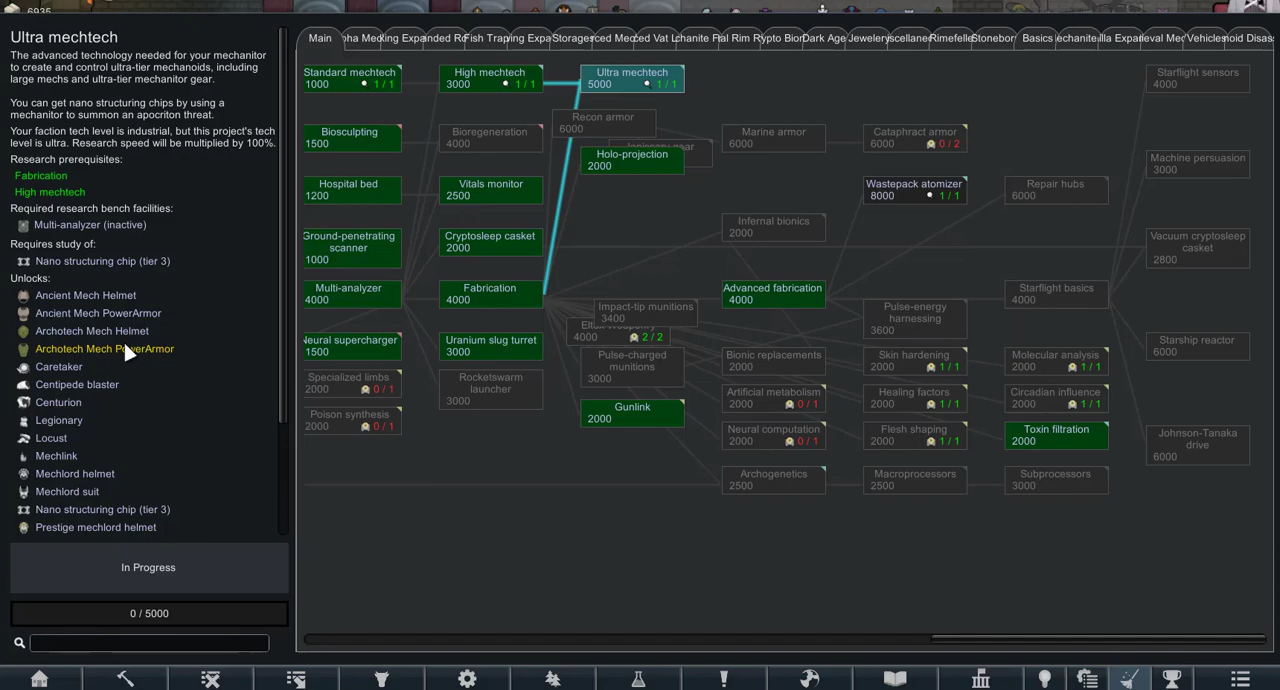 6935
Ultra mechtech
The advanced technology needed for your mechanitor
to create and control ultra-tier mechanoids, including
large mechs and ultra-tier mechanitor gear.
You can get nano structuring chips by using a
mechanitor to summon an apocriton threat.
Your faction tech level is industrial, but this project's tech
level is ultra. Research speed will be multiplied by 100%.
Research prerequisites:
Fabrication
High mechtech
Required research bench facilities:
Multi-analyzer (inactive)
Requires study of:
Nano structuring chip (tier 3)
Unlocks:
Ancient Mech Helmet
Ancient Mech PowerArmor
Archotech Mech Helmet
Archotech Mech PowerArmor
Caretaker
Centipede blaster
Centurion
Legionary
Locust
Mechlink
Mechlord helmet
Mechlord suit
Nano structuring chip (tier 3)
Prestige mechlord helmet
In Progress
0 / 5000
Main
Storages
Dark Age
Jewelery
Rimefelle
Stonebor
Basics
Vehicles
Standard mechtech
1000 1 / 1
High mechtech
3000 1 / 1
Ultra mechtech
5000 1 / 1
Starflight sensors
4000
Recon armor
6000
Biosculpting
1500
Bioregeneration
4000
Marine armor
6000
Cataphract armor
6000 0 / 2
Holo-projection
2000
Machine persuasion
3000
Hospital bed
1200
Vitals monitor
2500
Wastepack atomizer
8000 1 / 1
Repair hubs
6000
Infernal bionics
2000
Ground-penetrating
scanner
1000
Cryptosleep casket
2000
Vacuum cryptosleep
casket
2800
Multi-analyzer
4000
Fabrication
4000
Advanced fabrication
4000
Starflight basics
4000
Impact-tip munitions
3400
Pulse-energy
harnessing
3600
4000 2 / 2
Neural supercharger
1500
Uranium slug turret
3000
Pulse-charged
munitions
3000
Bionic replacements
2000
Skin hardening
2000 1 / 1
Molecular analysis
2000 1 / 1
Starship reactor
6000
Specialized limbs
2000 0 / 1
Rocketswarm
launcher
3000
Artificial metabolism
2000 0 / 1
Healing factors
2000 1 / 1
Circadian influence
2000 1 / 1
Poison synthesis
2000 0 / 1
Gunlink
2000
Neural computation
2000 0 / 1
Flesh shaping
2000 1 / 1
Toxin filtration
2000
Johnson-Tanaka
drive
6000
Archogenetics
2500
Macroprocessors
2500
Subprocessors
3000